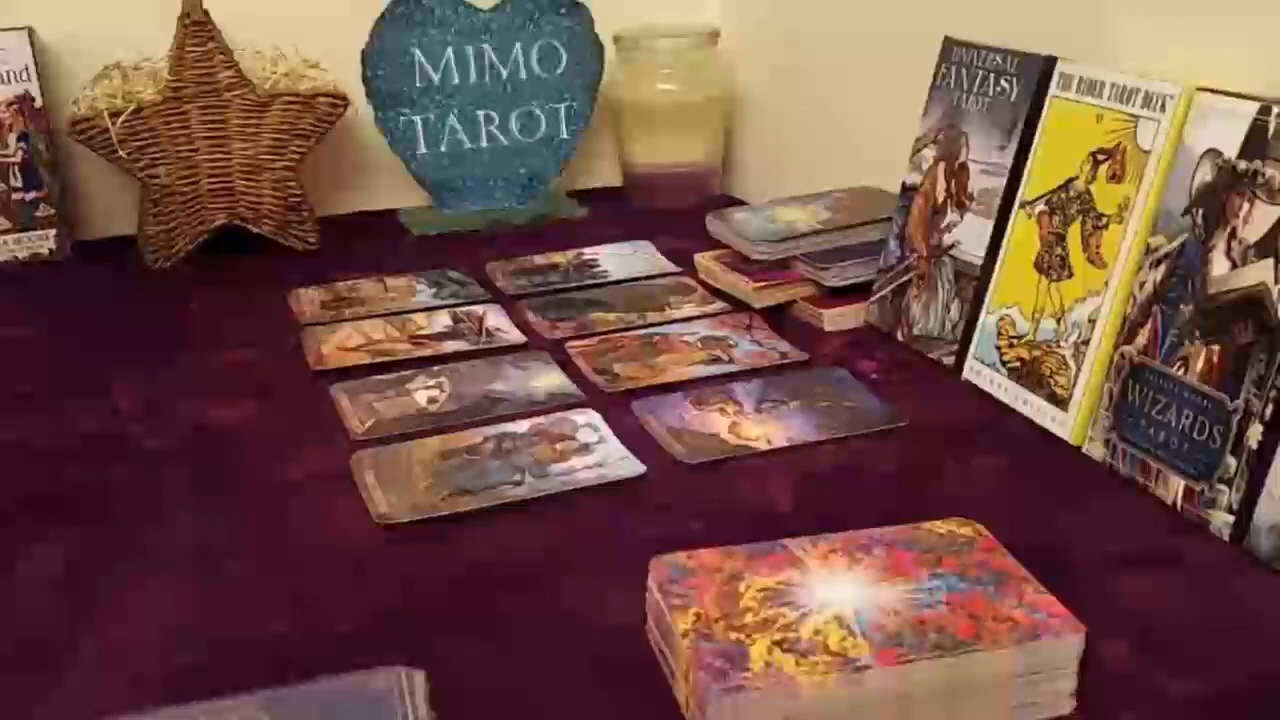 MIMO
TAROT
UNIVERSAL
FANTASY
TAROT
THE RIDER TAROT DECK
WIZARDS
TAROT